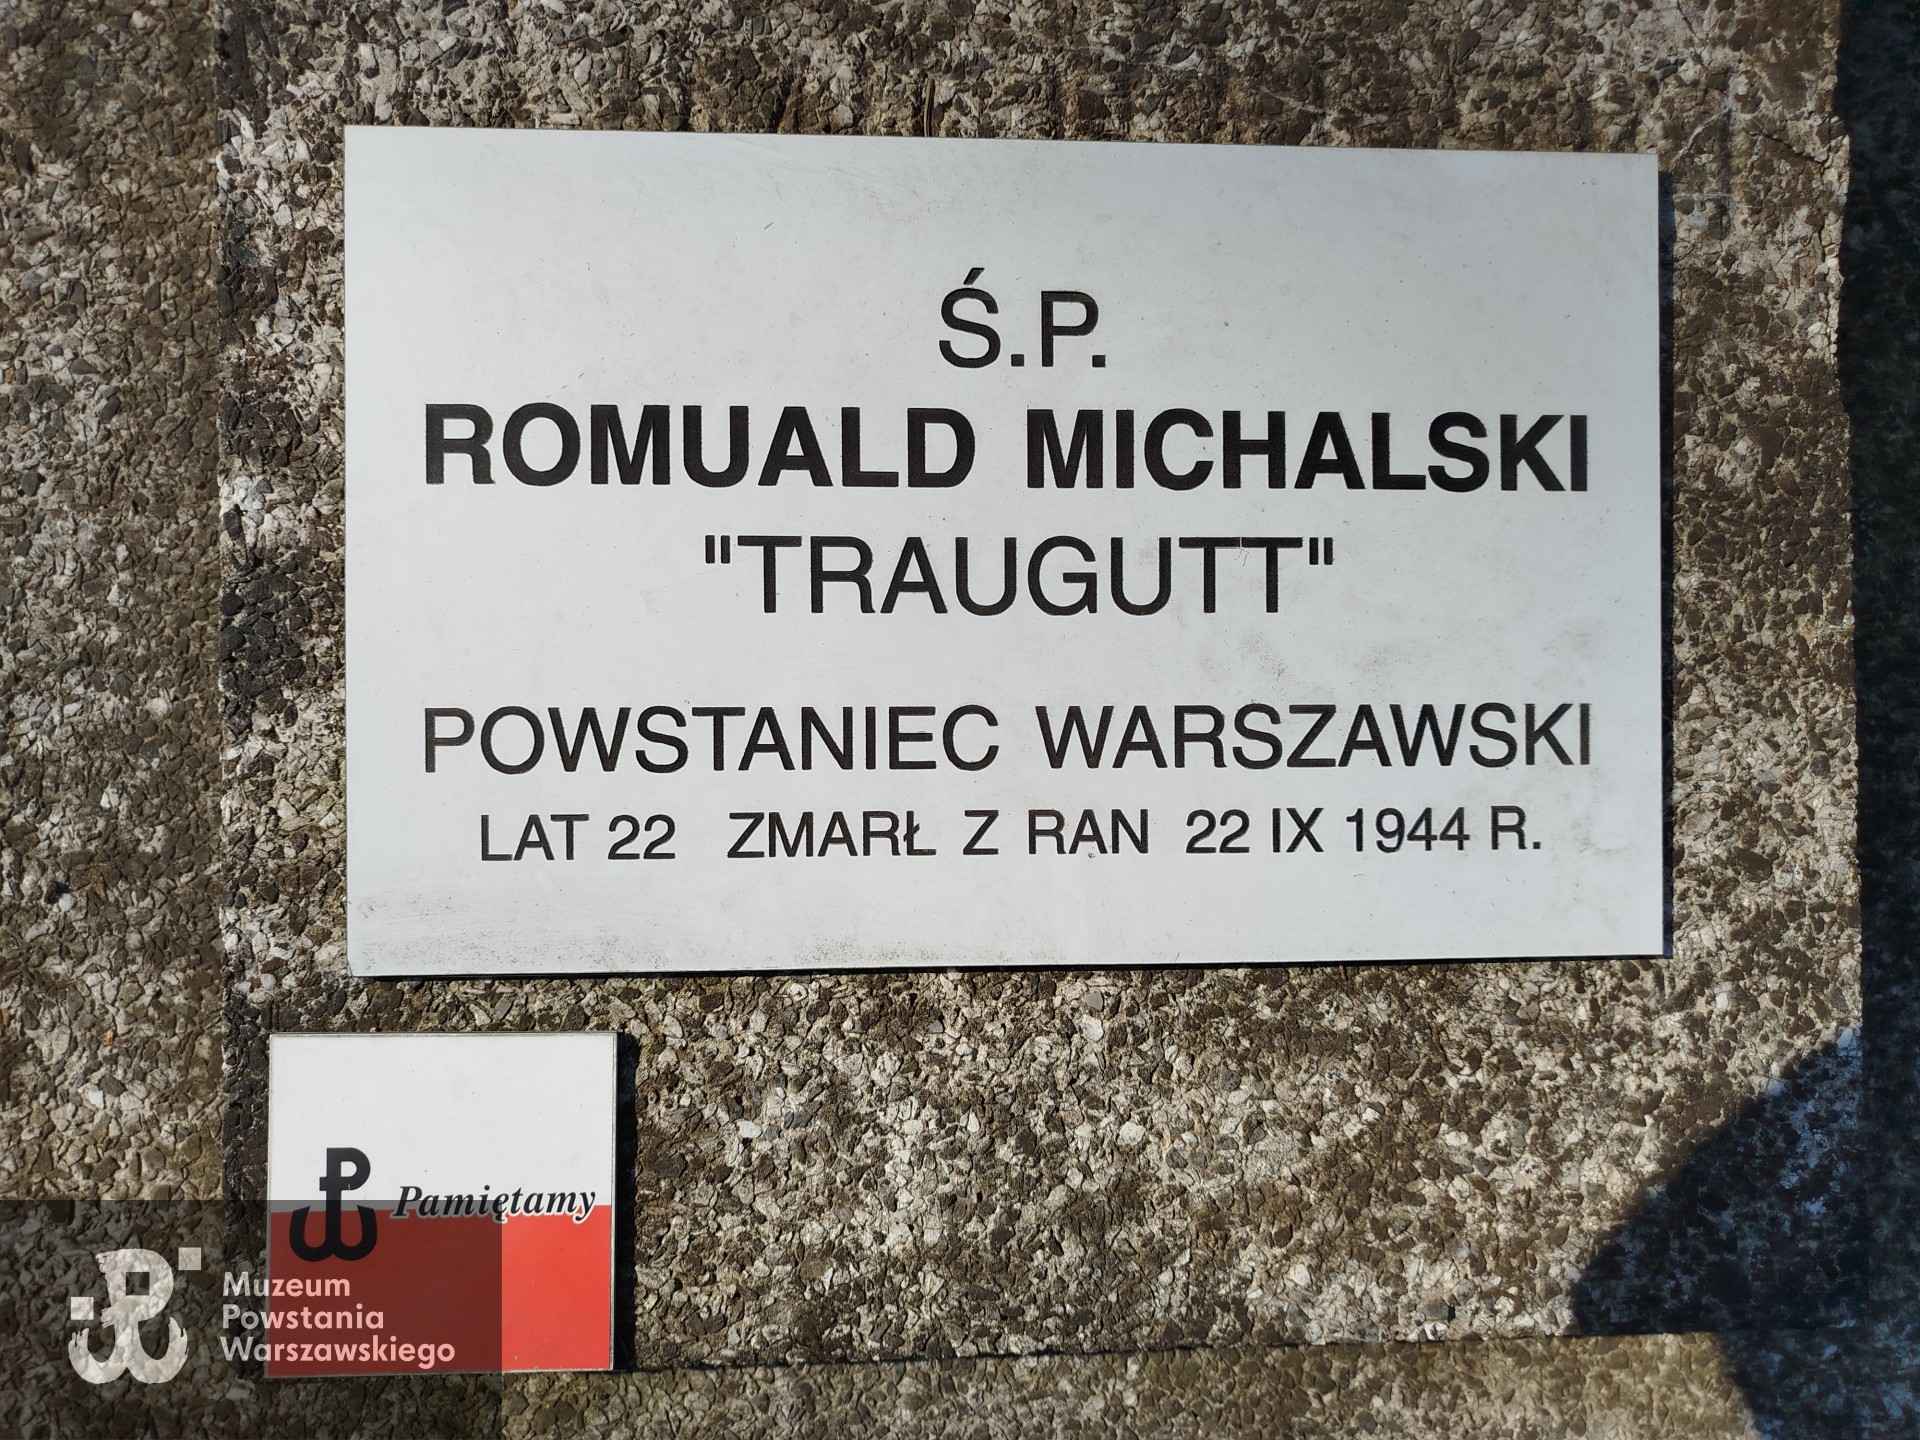 Ś.P.
ROMUALD MICHALSKI
"TRAUGUTT"
POWSTANIEC WARSZAWSKI
LAT 22 ZMARŁ Z RAN 22 IX 1944 R.
Pamiętamy
Muzeum
Powstania
Warszawskiego